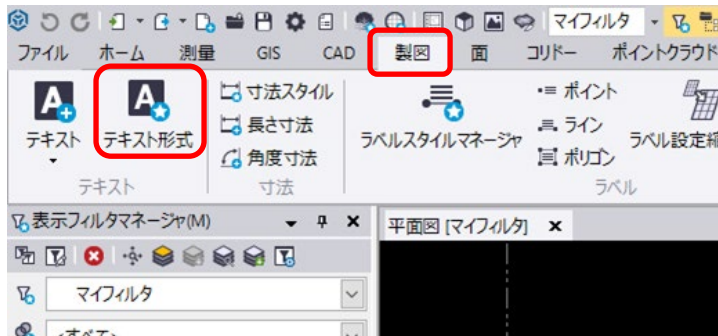 マイフィルタ
ファイル ホーム 測量 GIS CAD 製図 面 コリドー ポイントクラウド
テキスト テキスト形式
寸法スタイル
長さ寸法
角度寸法
ラベルスタイルマネージャ
ポイント
ライン
ポリゴン
ラベル設定縮
テキスト 寸法 ラベル
表示フィルタマネージャ(M)
平面図 [マイフィルタ]
マイフィルタ
<すべて>